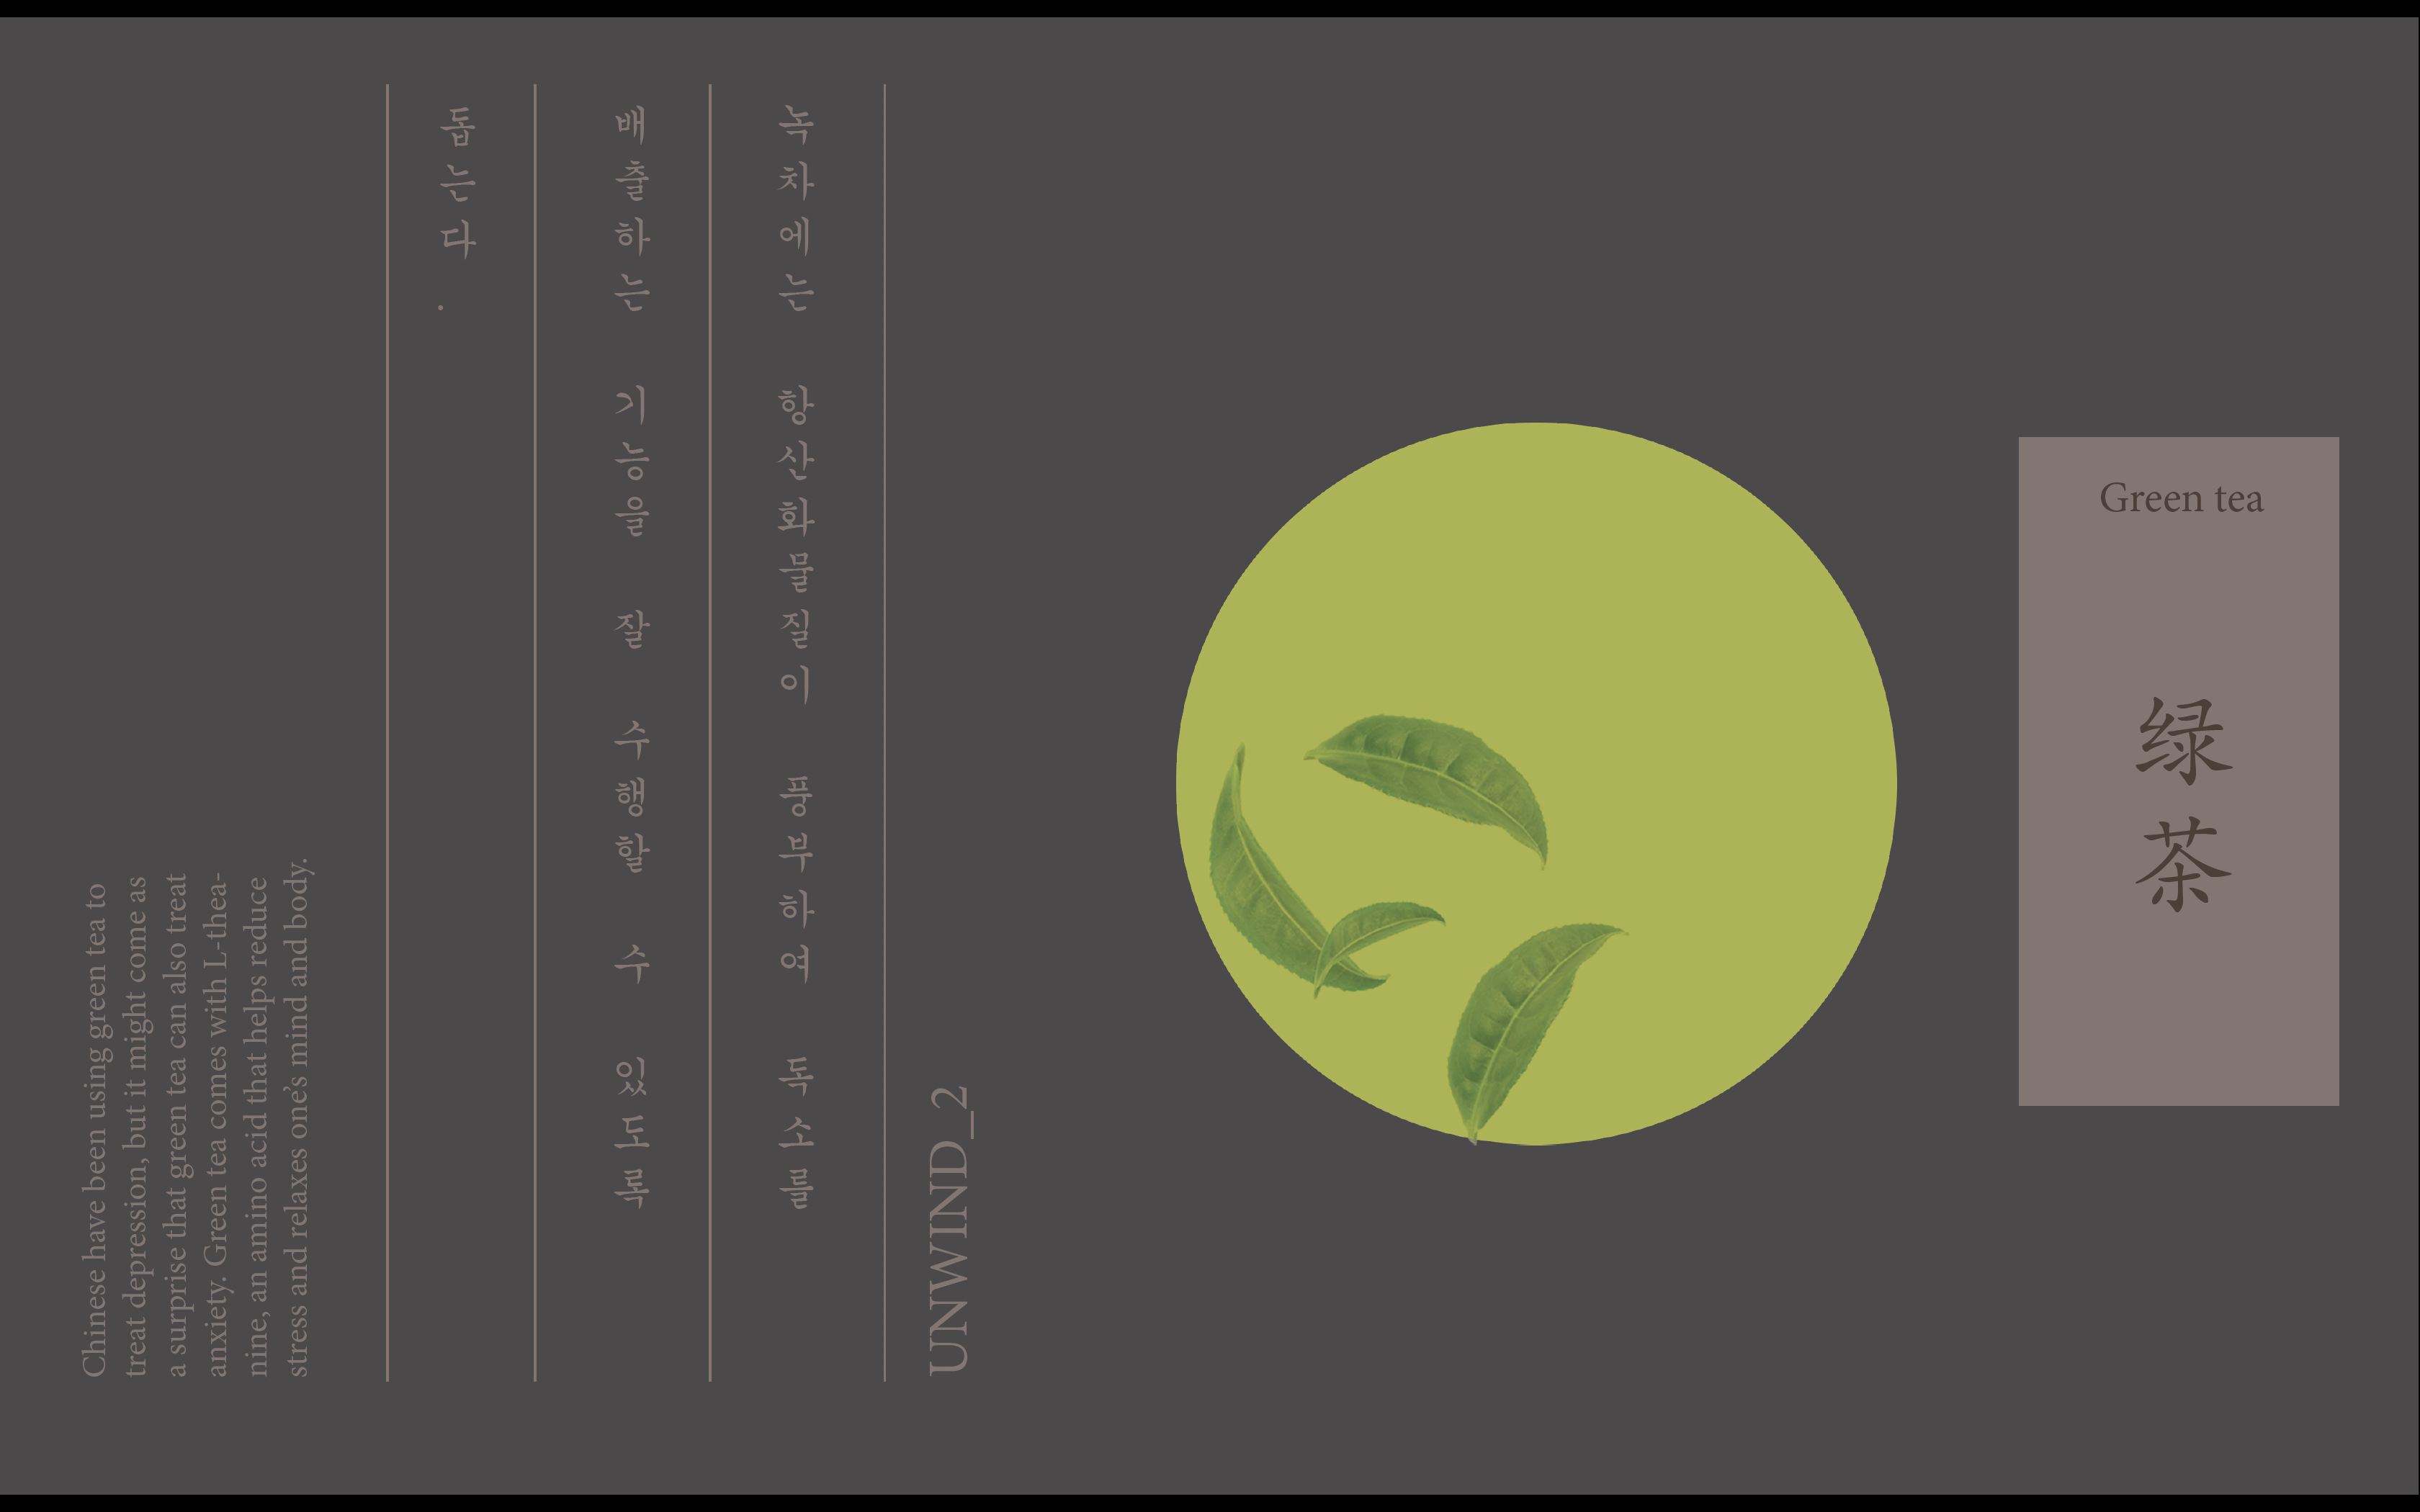 Green tea
绿茶
UNWIND_2
녹차에는 항산화물질이 풍부하여 독소를
배출하는 기능을 잘 수행할 수 있도록
돕는다.
Chinese have been using green tea to
treat depression, but it might come as
a surprise that green tea can also treat
anxiety. Green tea comes with L-thea-
nine, an amino acid that helps reduce
stress and relaxes one's mind and body.